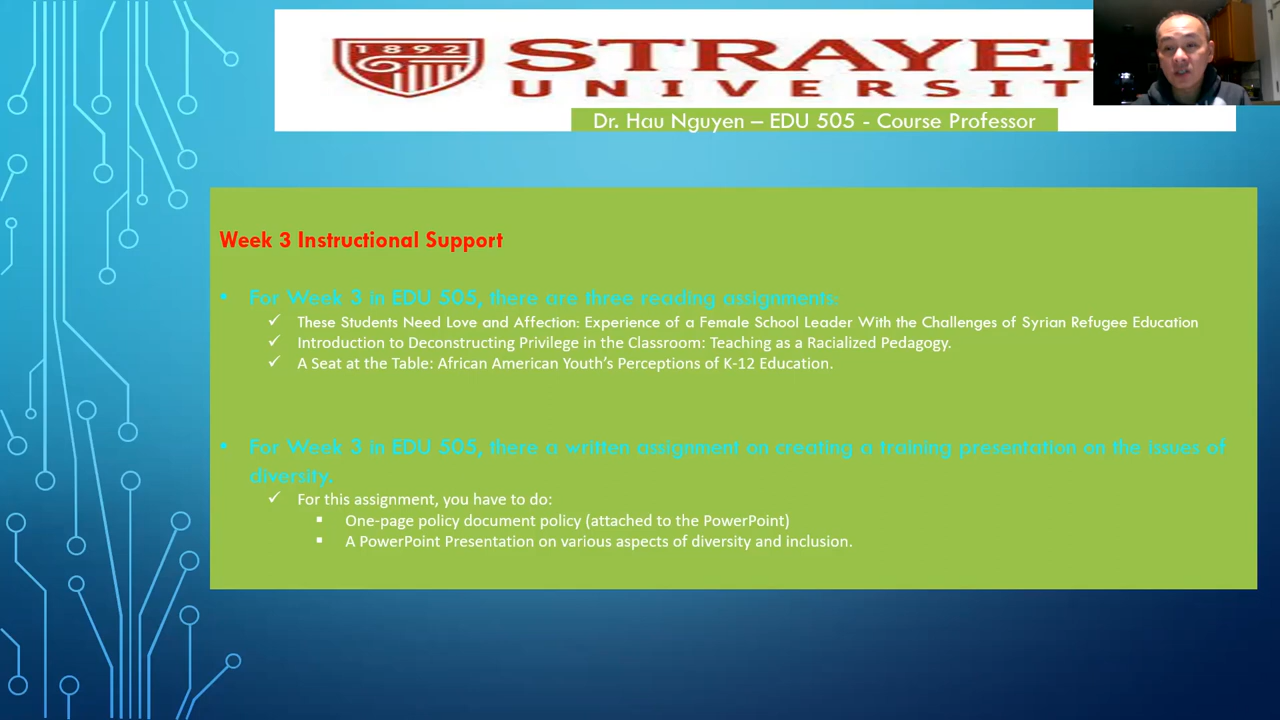 1892
STRAYER
UNIVERSIT
Dr. Hau Nguyen – EDU 505 - Course Professor
Week 3 Instructional Support
• For Week 3 in EDU 505, there are three reading assignments:
✓ These Students Need Love and Affection: Experience of a Female School Leader With the Challenges of Syrian Refugee Education
✓ Introduction to Deconstructing Privilege in the Classroom: Teaching as a Racialized Pedagogy.
✓ A Seat at the Table: African American Youth's Perceptions of K-12 Education.
• For Week 3 in EDU 505, there a written assignment on creating a training presentation on the issues of
diversity.
✓ For this assignment, you have to do:
▪ One-page policy document policy (attached to the PowerPoint)
▪ A PowerPoint Presentation on various aspects of diversity and inclusion.